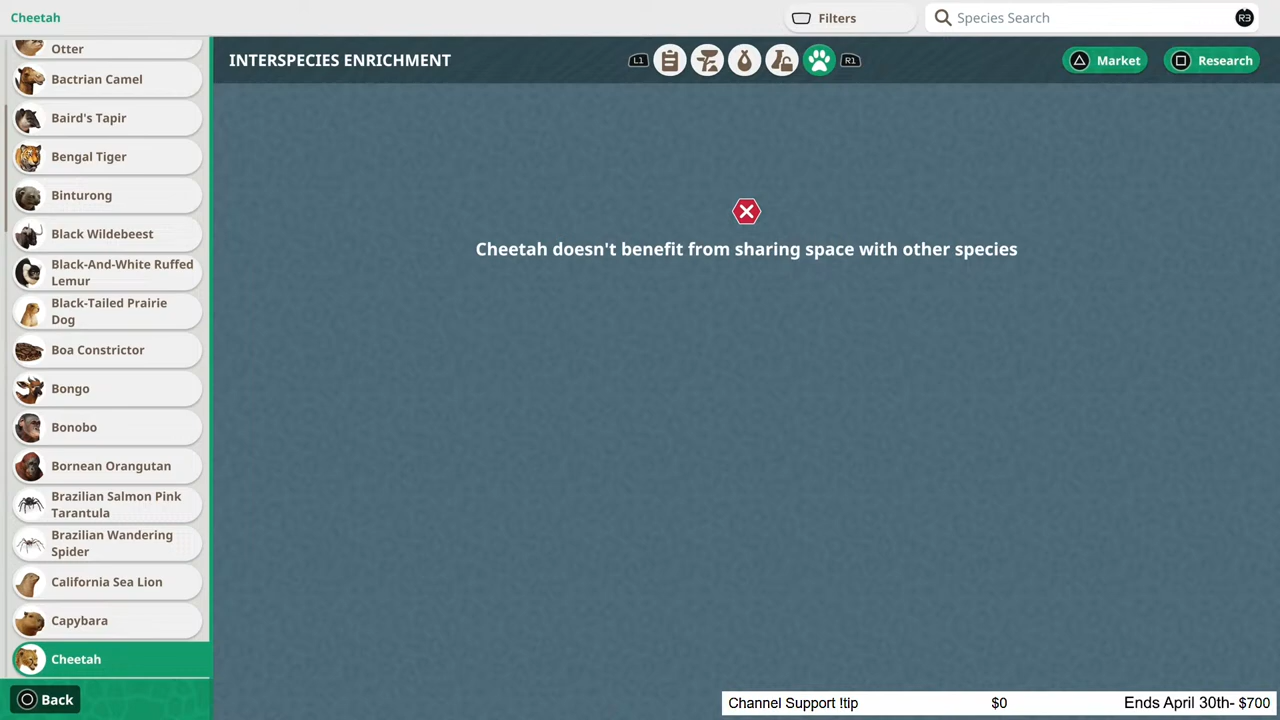 Cheetah
Filters
Species Search
R3
Otter
Bactrian Camel
Baird's Tapir
Bengal Tiger
Binturong
Black Wildebeest
Black-And-White Ruffed
Lemur
Black-Tailed Prairie
Dog
Boa Constrictor
Bongo
Bonobo
Bornean Orangutan
Brazilian Salmon Pink
Tarantula
Brazilian Wandering
Spider
California Sea Lion
Capybara
Cheetah
Back
INTERSPECIES ENRICHMENT
L1
R1
Market
Research
Cheetah doesn't benefit from sharing space with other species
Channel Support !tip $0 Ends April 30th- $700